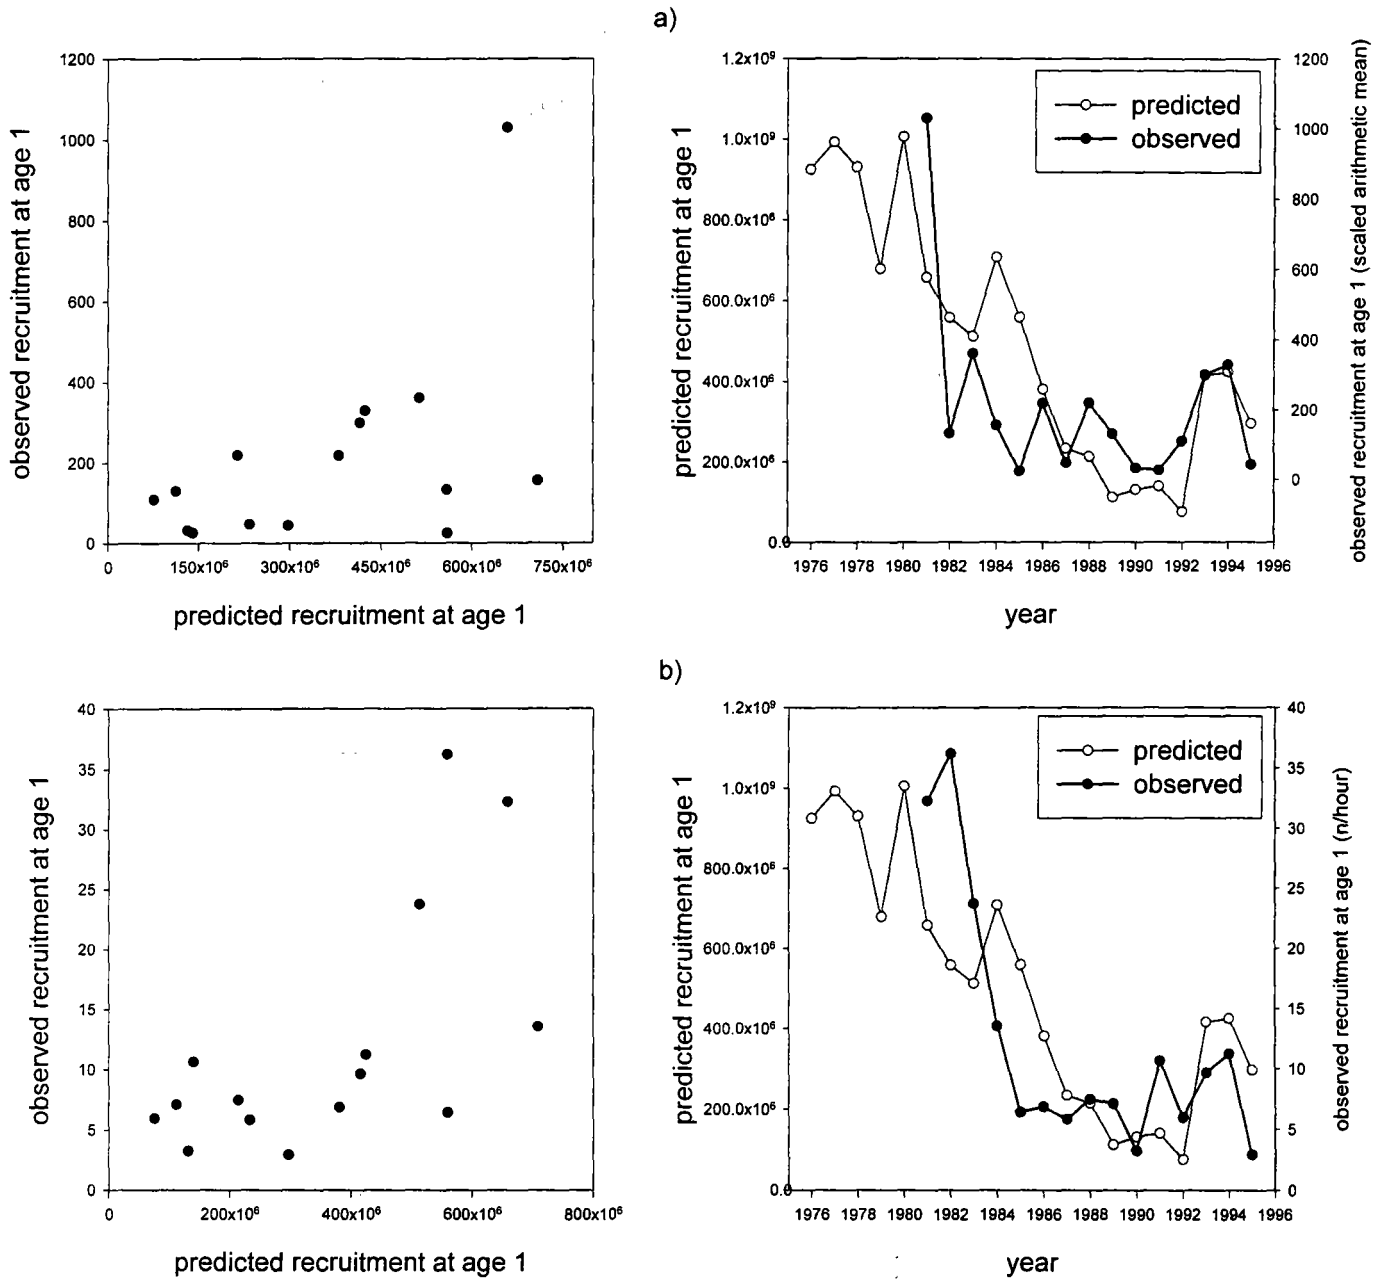 a)
observed recruitment at age 1
1200
1000
800
600
400
200
0
0 150x10⁶ 300x10⁶ 450x10⁶ 600x10⁶ 750x10⁶
predicted recruitment at age 1
predicted recruitment at age 1
1.2x10⁹
1.0x10⁹
800.0x10⁶
600.0x10⁶
400.0x10⁶
200.0x10⁶
0.0
predicted
observed
1200
1000
800
600
400
200
0
observed recruitment at age 1 (scaled arithmetic mean)
1976 1978 1980 1982 1984 1986 1988 1990 1992 1994 1996
year
b)
observed recruitment at age 1
40
35
30
25
20
15
10
5
0
0 200x10⁶ 400x10⁶ 600x10⁶ 800x10⁶
predicted recruitment at age 1
predicted recruitment at age 1
1.2x10⁹
1.0x10⁹
800.0x10⁶
600.0x10⁶
400.0x10⁶
200.0x10⁶
0.0
predicted
observed
40
35
30
25
20
15
10
5
0
observed recruitment at age 1 (n/hour)
1976 1978 1980 1982 1984 1986 1988 1990 1992 1994 1996
year